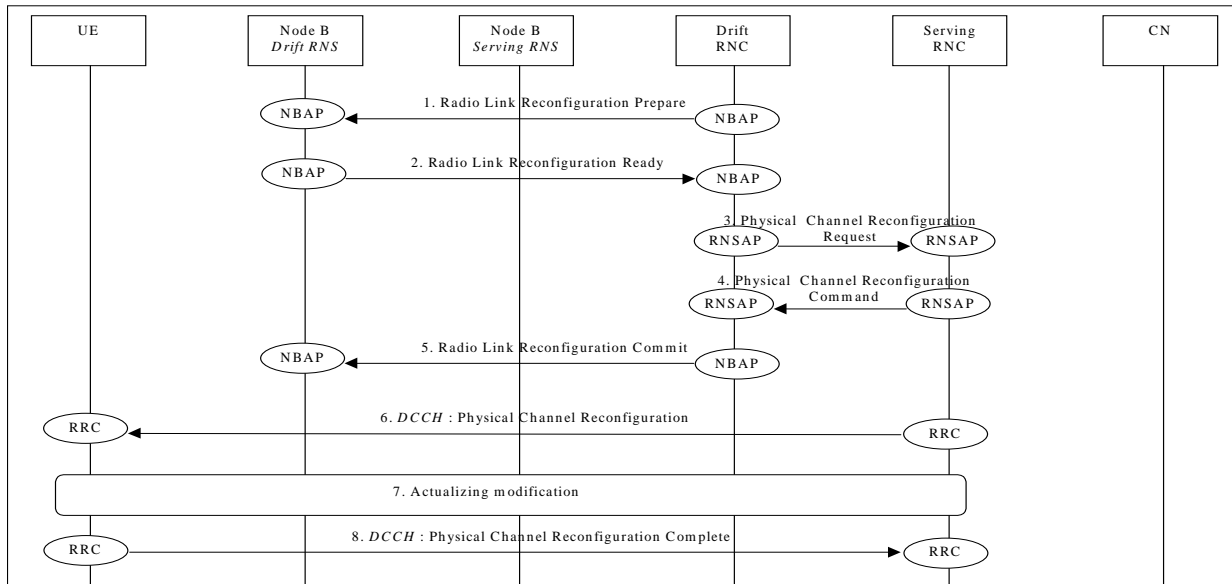 UE
Node B
Drift RNS
Node B
Serving RNS
Drift
RNC
Serving
RNC
CN
1. Radio Link Reconfiguration Prepare
NBAP
NBAP
2. Radio Link Reconfiguration Ready
NBAP
NBAP
3. Physical Channel Reconfiguration
Request
RNSAP
RNSAP
4. Physical Channel Reconfiguration
Command
RNSAP
RNSAP
5. Radio Link Reconfiguration Commit
NBAP
NBAP
6. DCCH : Physical Channel Reconfiguration
RRC
RRC
7. Actualizing modification
8. DCCH : Physical Channel Reconfiguration Complete
RRC
RRC